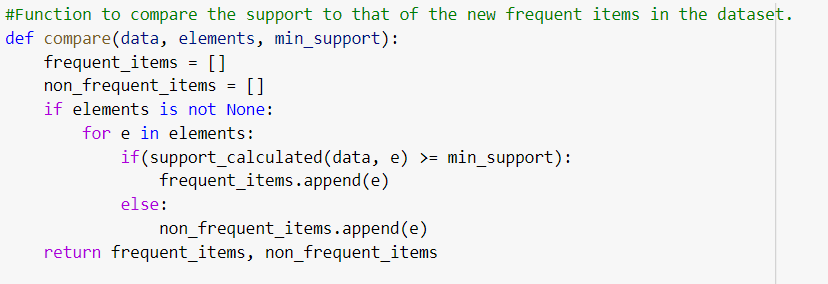 #Function to compare the support to that of the new frequent items in the dataset.
def compare(data, elements, min_support):
    frequent_items = []
    non_frequent_items = []
    if elements is not None:
        for e in elements:
            if(support_calculated(data, e) >= min_support):
                frequent_items.append(e)
            else:
                non_frequent_items.append(e)
    return frequent_items, non_frequent_items